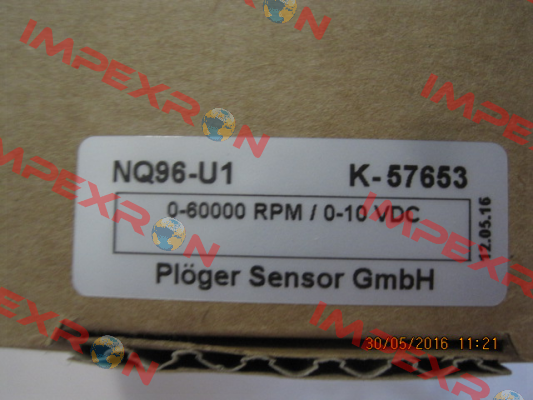 IMPEXRON
IMPEXRON
IMPEXRON
NQ96-U1 K-57653
0-60000 RPM / 0-10 VDC
12.05.16
Plöger Sensor GmbH
IMPEXRON
IMPEXRON
30/05/2016 11:21